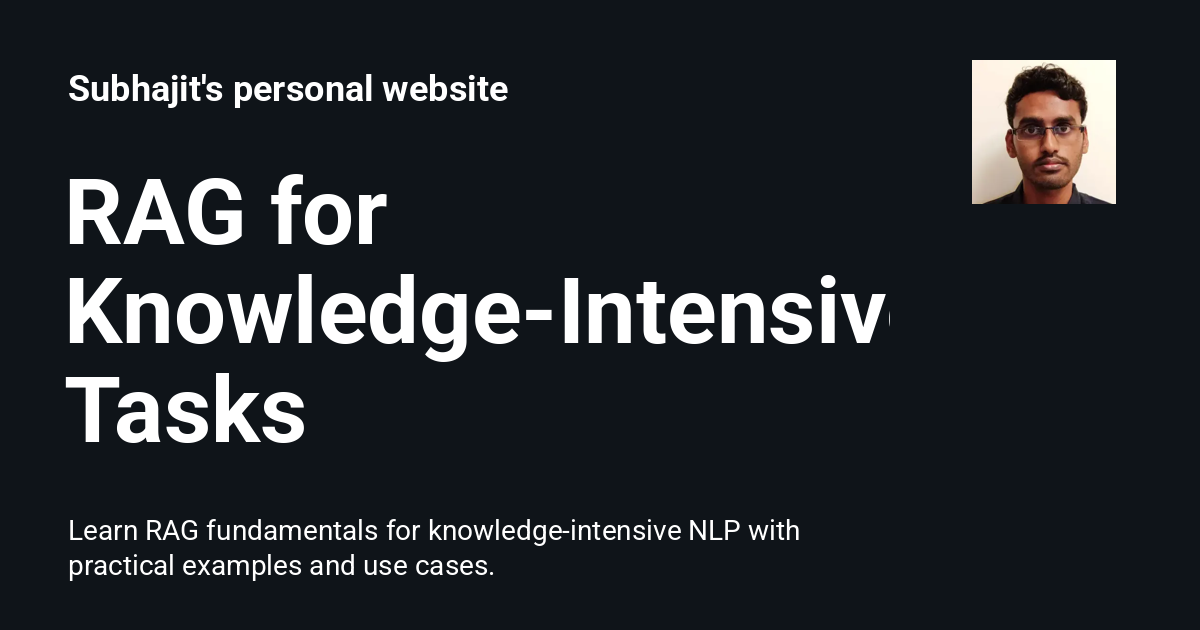 Subhajit's personal website
RAG for
Knowledge-Intensiv
Tasks
Learn RAG fundamentals for knowledge-intensive NLP with
practical examples and use cases.